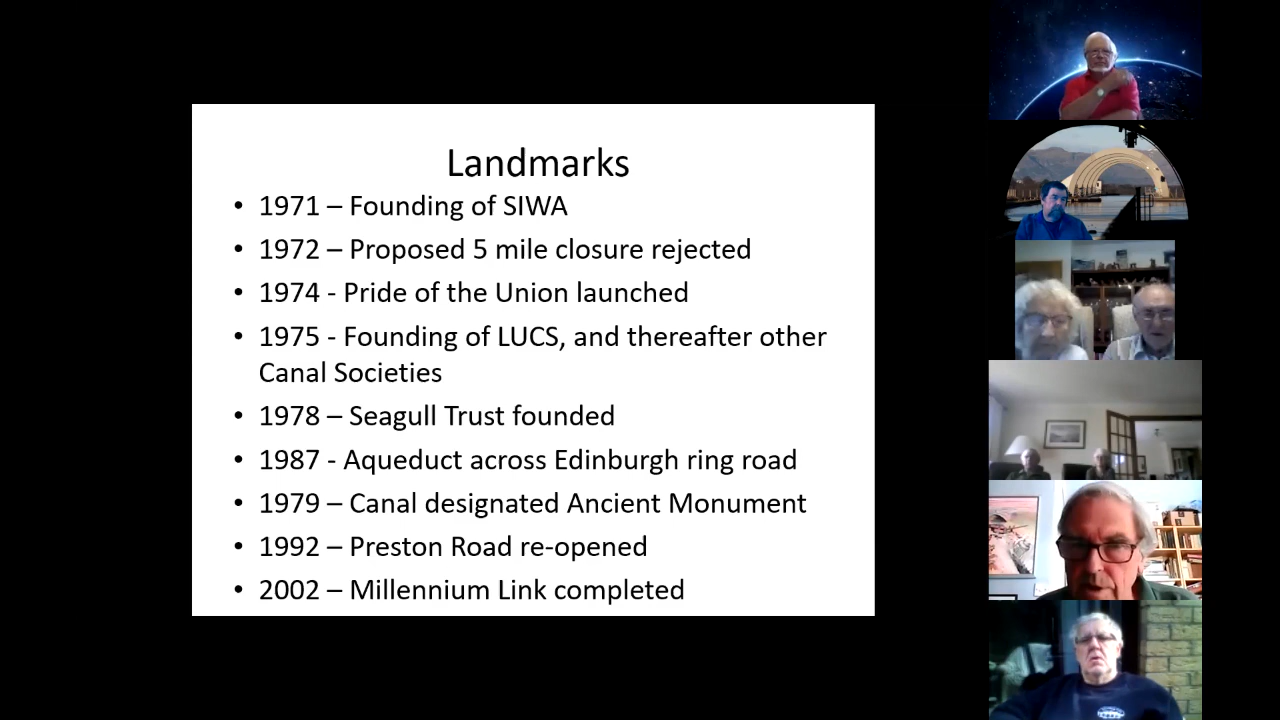 Landmarks
• 1971 – Founding of SIWA
• 1972 – Proposed 5 mile closure rejected
• 1974 - Pride of the Union launched
• 1975 - Founding of LUCS, and thereafter other
Canal Societies
• 1978 – Seagull Trust founded
• 1987 - Aqueduct across Edinburgh ring road
• 1979 – Canal designated Ancient Monument
• 1992 – Preston Road re-opened
• 2002 – Millennium Link completed